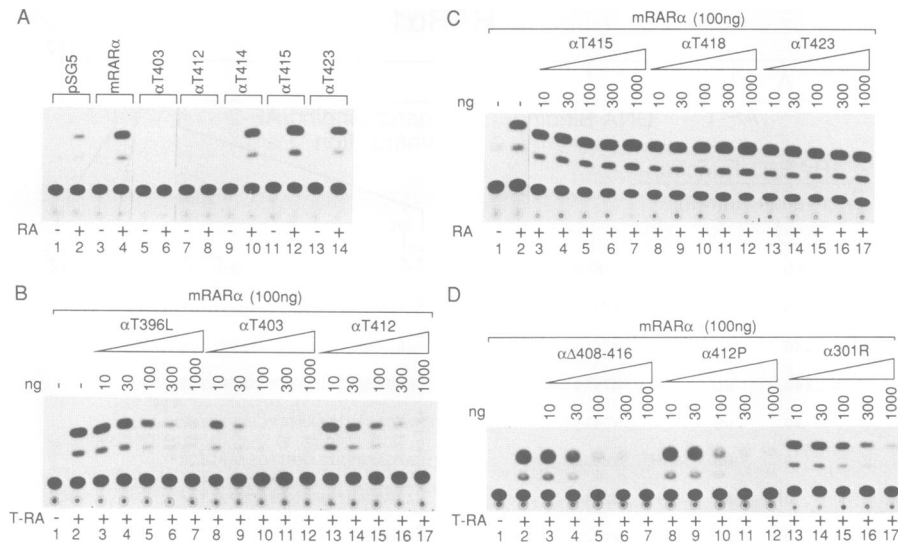 A
pSG5 mRARα αT403 αT412 αT414 αT415 αT423
RA - + - + - + - + - + - + - +
1 2 3 4 5 6 7 8 9 10 11 12 13 14
B
mRARα (100ng)
αT396L αT403 αT412
ng - - 10 30 100 300 1000 10 30 100 300 1000 10 30 100 300 1000
T-RA - + + + + + + + + + + + + + + + +
1 2 3 4 5 6 7 8 9 10 11 12 13 14 15 16 17
C
mRARα (100ng)
αT415 αT418 αT423
ng - - 10 30 100 300 1000 10 30 100 300 1000 10 30 100 300 1000
RA - + + + + + + + + + + + + + + + +
1 2 3 4 5 6 7 8 9 10 11 12 13 14 15 16 17
D
mRARα (100ng)
αΔ408-416 α412P α301R
ng - - 10 30 100 300 1000 10 30 100 300 1000 10 30 100 300 1000
T-RA - + + + + + + + + + + + + + + + +
1 2 3 4 5 6 7 8 9 10 11 12 13 14 15 16 17